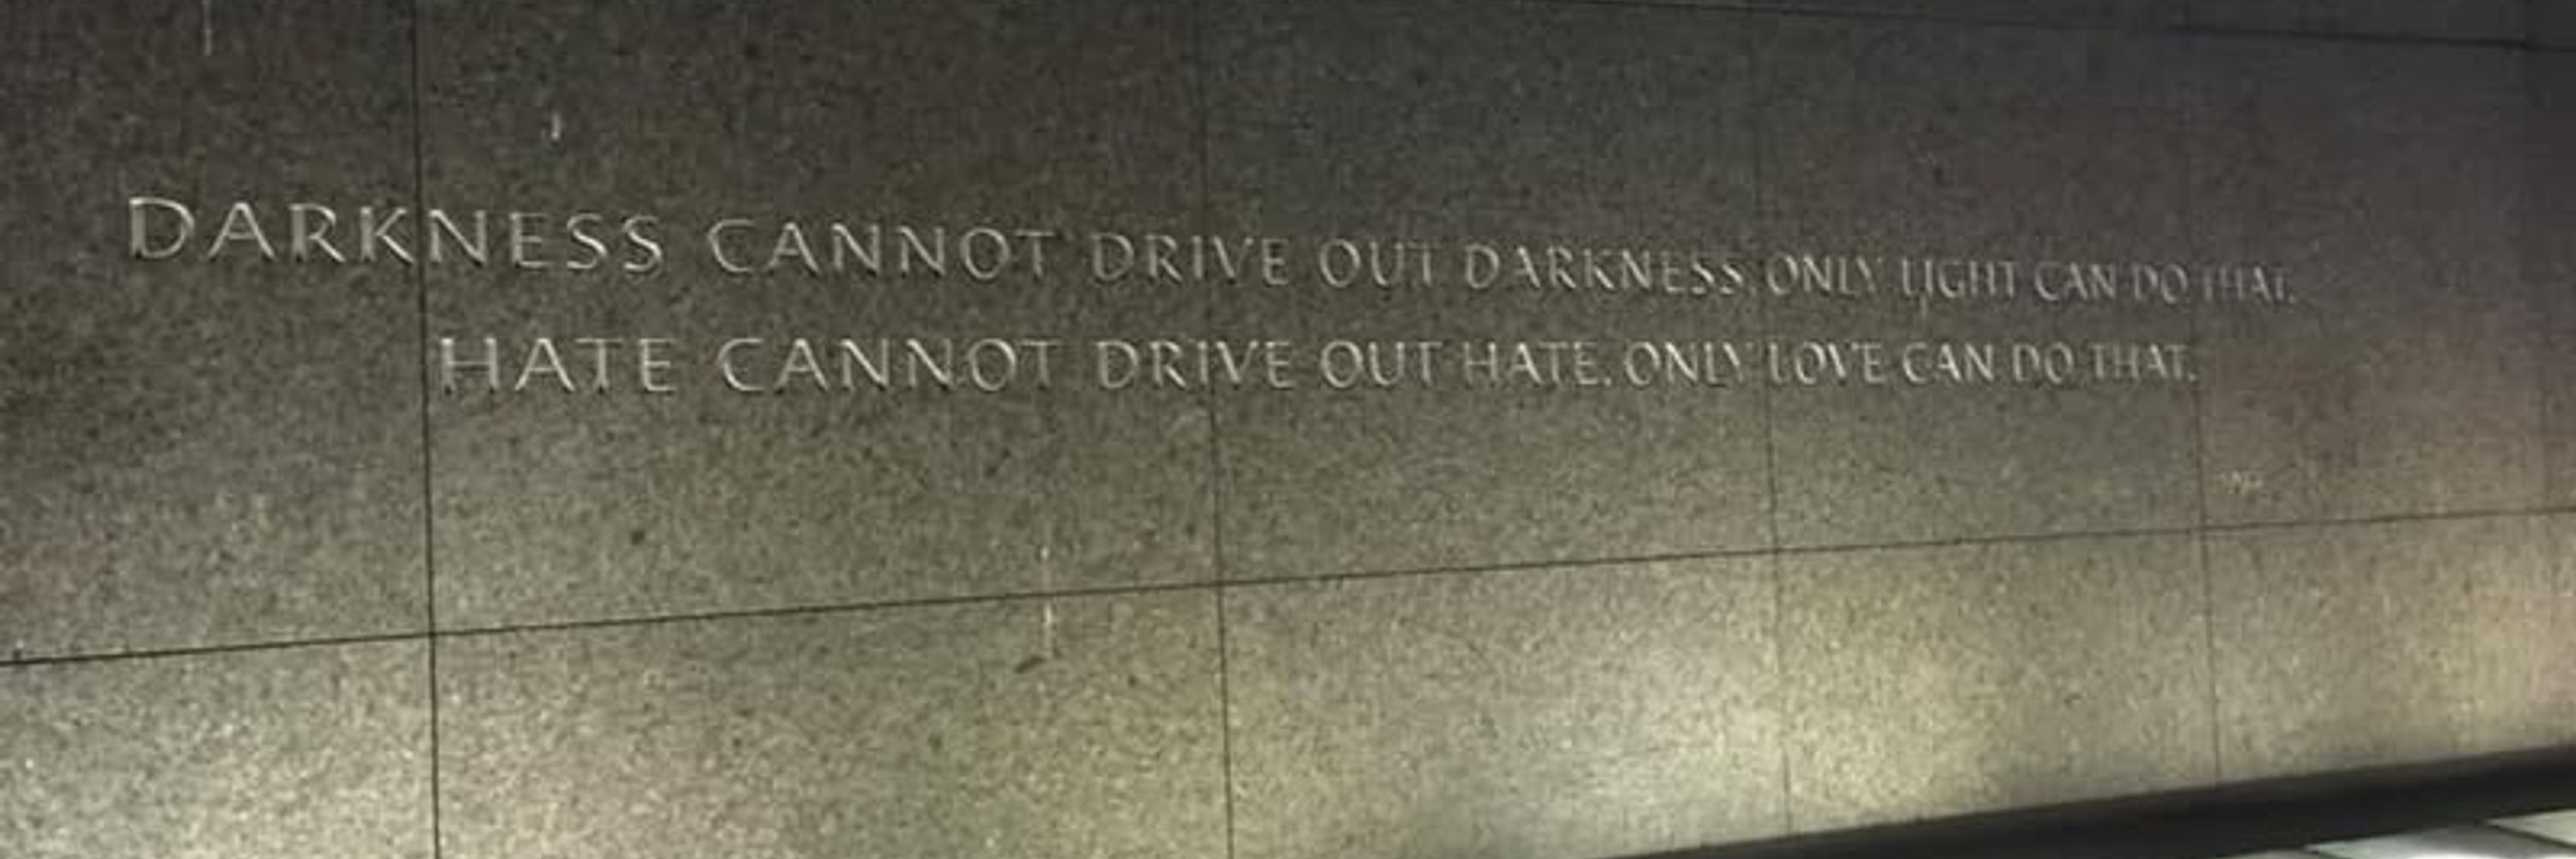 DARKNESS CANNOT DRIVE OUT DARKNESS, ONLY LIGHT CAN DO THAT.
HATE CANNOT DRIVE OUT HATE, ONLY LOVE CAN DO THAT.